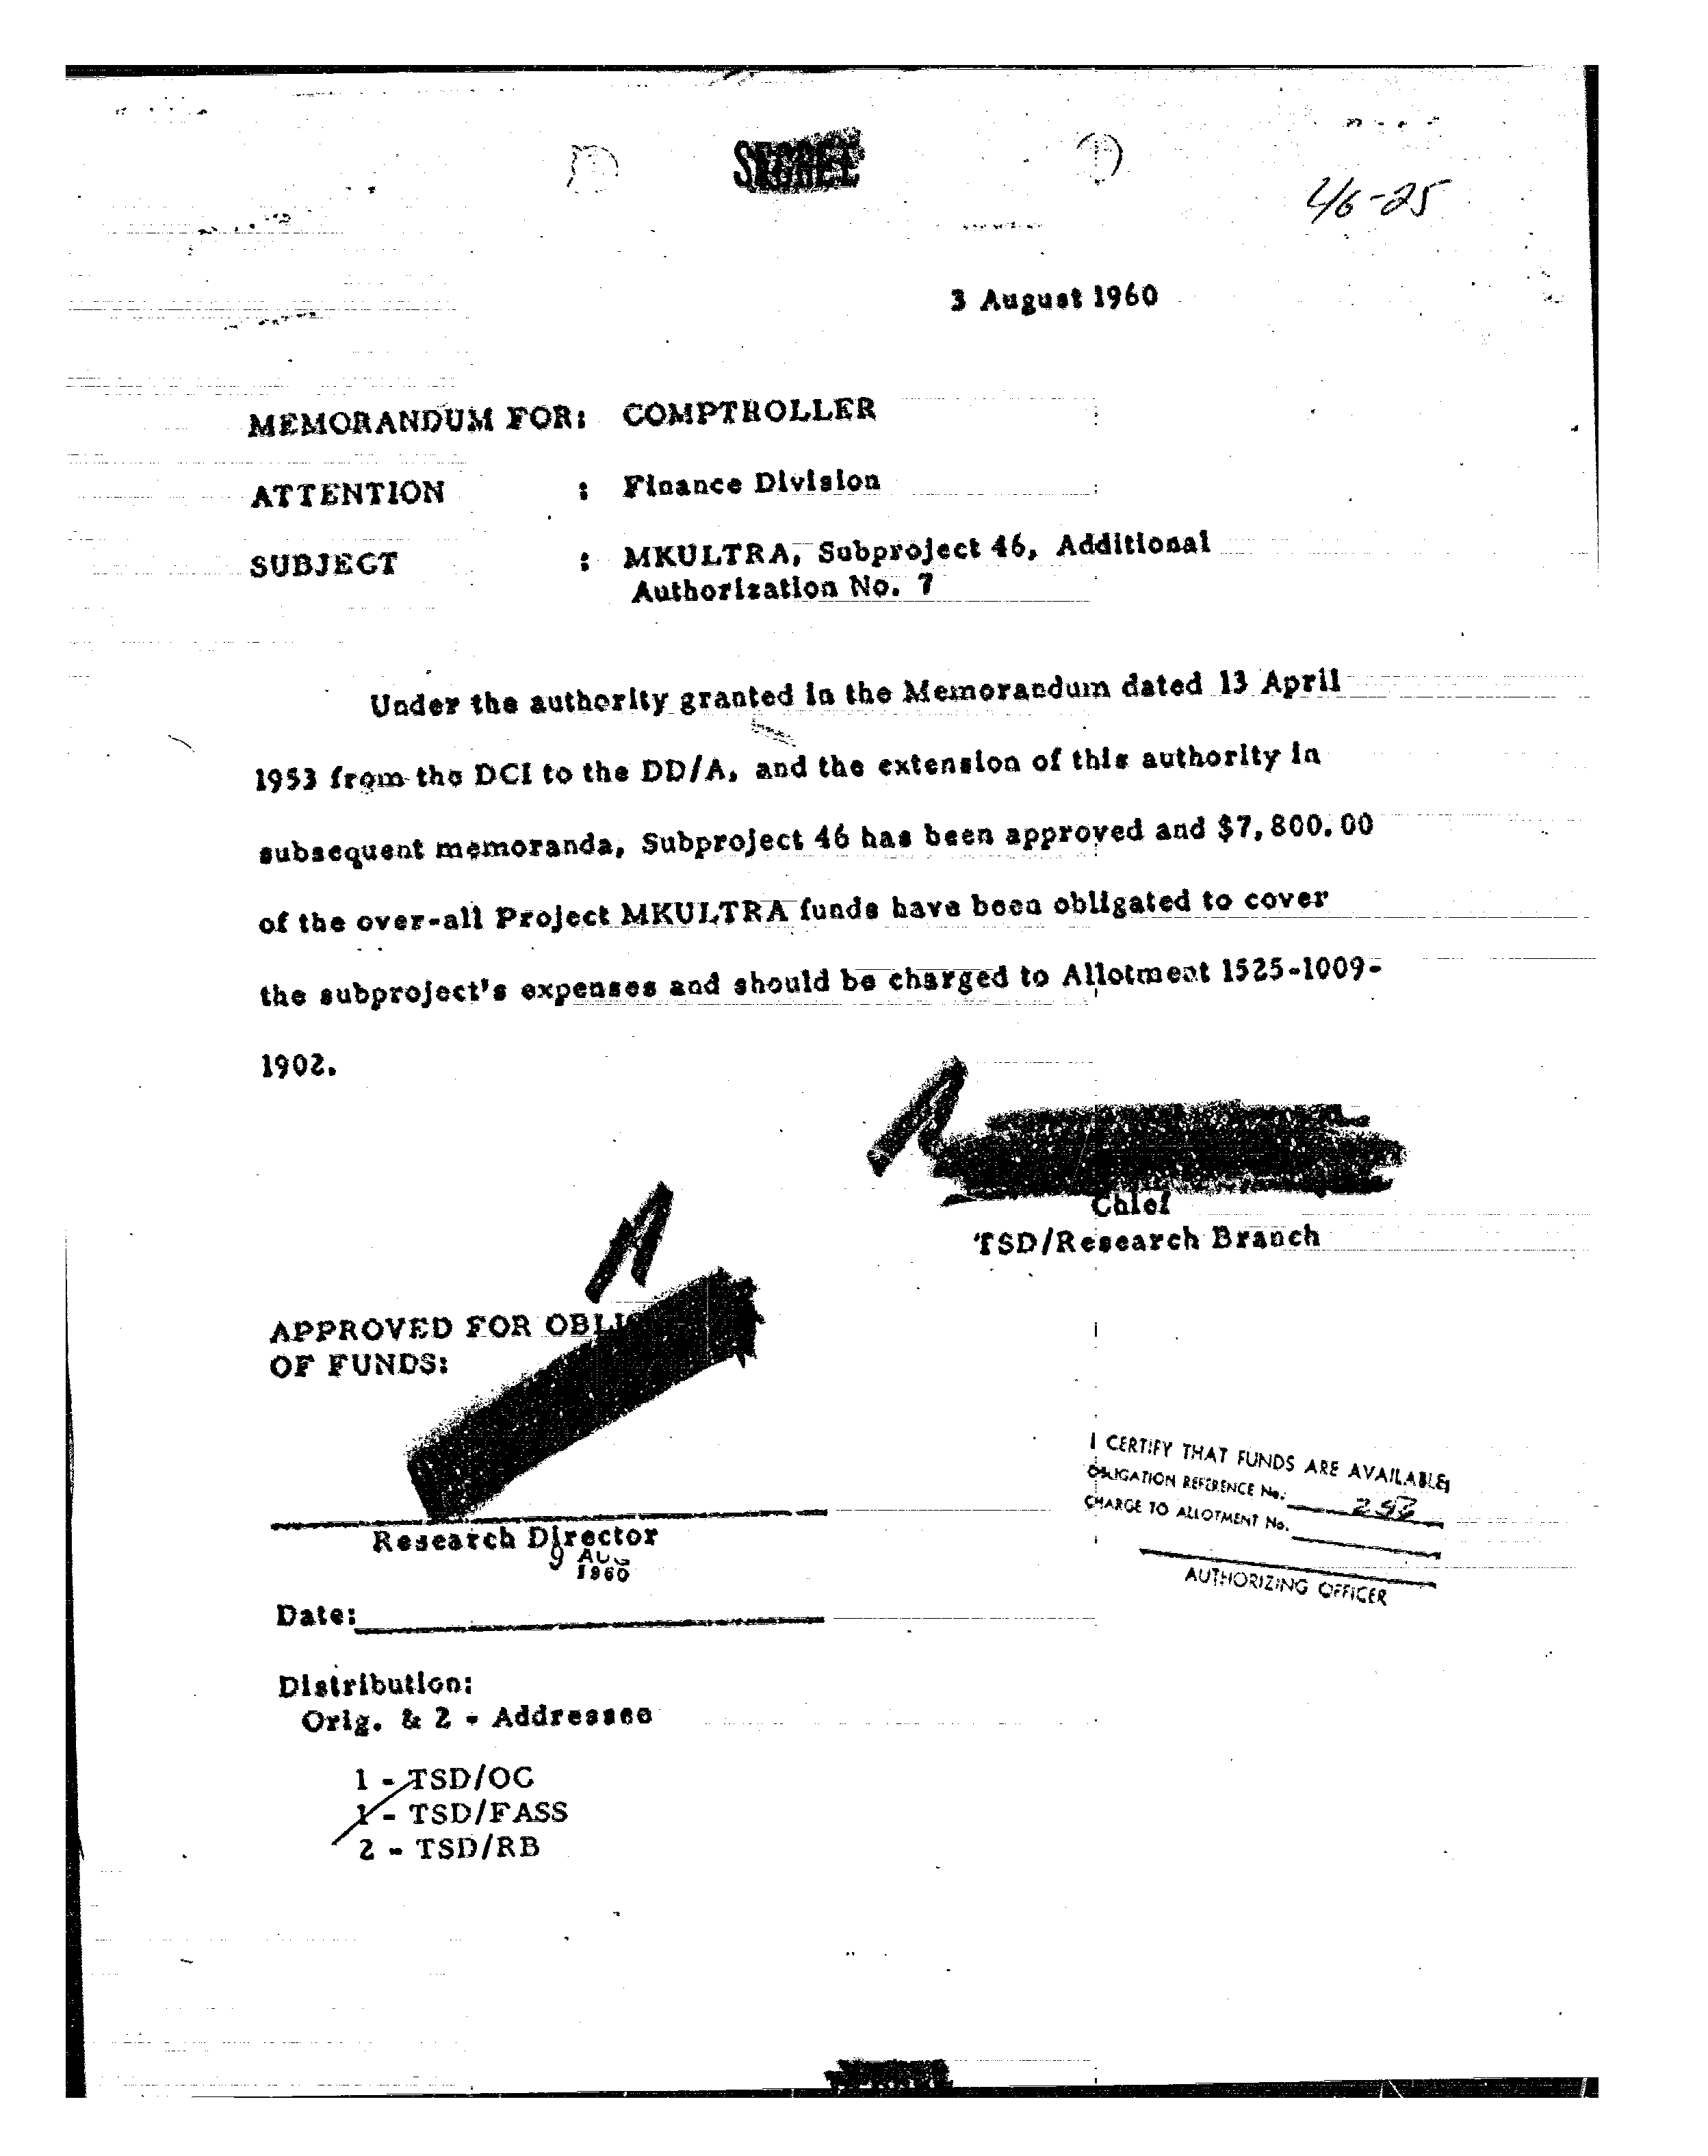 SECRET
46-25
3 August 1960
MEMORANDUM FOR: COMPTROLLER
ATTENTION : Finance Division
SUBJECT : MKULTRA, Subproject 46, Additional
Authorization No. 7
Under the authority granted in the Memorandum dated 13 April
1953 from the DCI to the DD/A, and the extension of this authority in
subsequent memoranda, Subproject 46 has been approved and $7,800.00
of the over-all Project MKULTRA funds have been obligated to cover
the subproject's expenses and should be charged to Allotment 1525-1009-
1902.
Chief
TSD/Research Branch
APPROVED FOR
OF FUNDS:
I CERTIFY THAT FUNDS ARE AVAILABLE:
OBLIGATION REFERENCE No.
CHARGE TO ALLOTMENT No.
AUTHORIZING OFFICER
Research Director
9 AUG
1960
Date:
Distribution:
Orig. & 2 - Addressee
1 - TSD/OC
1 - TSD/FASS
2 - TSD/RB